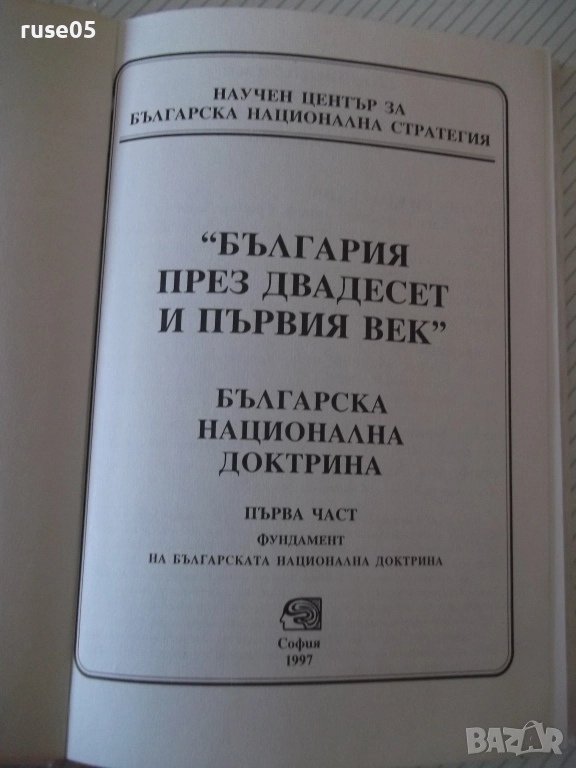 ruse05
НАУЧЕН ЦЕНТЪР ЗА
БЪЛГАРСКА НАЦИОНАЛНА СТРАТЕГИЯ
“БЪЛГАРИЯ
ПРЕЗ ДВАДЕСЕТ
И ПЪРВИЯ ВЕК”
БЪЛГАРСКА
НАЦИОНАЛНА
ДОКТРИНА
ПЪРВА ЧАСТ
ФУНДАМЕНТ
НА БЪЛГАРСКАТА НАЦИОНАЛНА ДОКТРИНА
София
1997
BAZAR